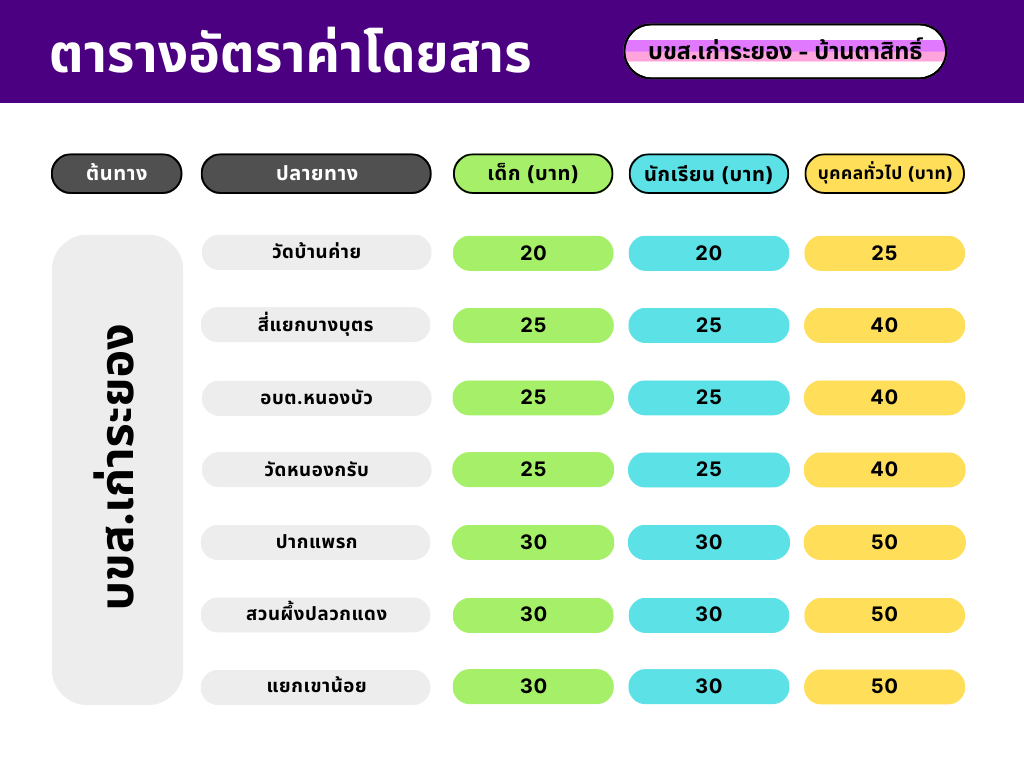 ตารางอัตราค่าโดยสาร
บขส.เก่าระยอง - บ้านตาสิทธิ์
ต้นทาง ปลายทาง เด็ก (บาท) นักเรียน (บาท) บุคคลทั่วไป (บาท)
บขส.เก่าระยอง
วัดบ้านค่าย 20 20 25
สี่แยกบางบุตร 25 25 40
อบต.หนองบัว 25 25 40
วัดหนองกรับ 25 25 40
ปากแพรก 30 30 50
สวนผึ้งปลวกแดง 30 30 50
แยกเขาน้อย 30 30 50